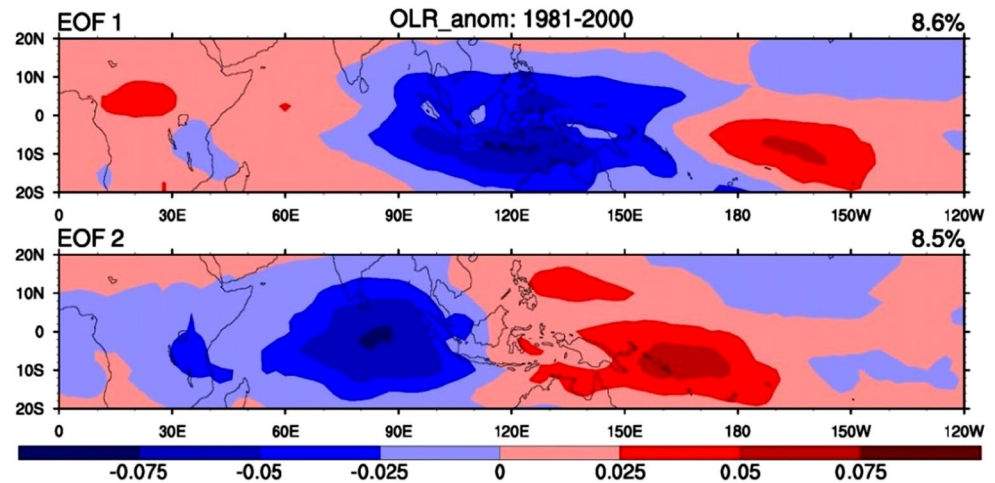 OLR_anom: 1981-2000
EOF 1 8.6%
20N
10N
0
10S
20S
0 30E 60E 90E 120E 150E 180 150W 120W
EOF 2 8.5%
20N
10N
0
10S
20S
0 30E 60E 90E 120E 150E 180 150W 120W
-0.075 -0.05 -0.025 0 0.025 0.05 0.075